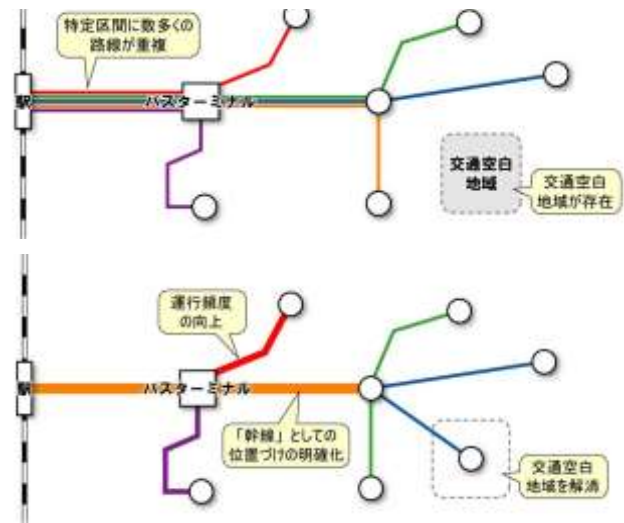 特定区間に数多くの
路線が重複
駅
バスターミナル
交通空白
地域
交通空白
地域が存在
運行頻度
の向上
駅
バスターミナル
「幹線」としての
位置づけの明確化
交通空白
地域を解消